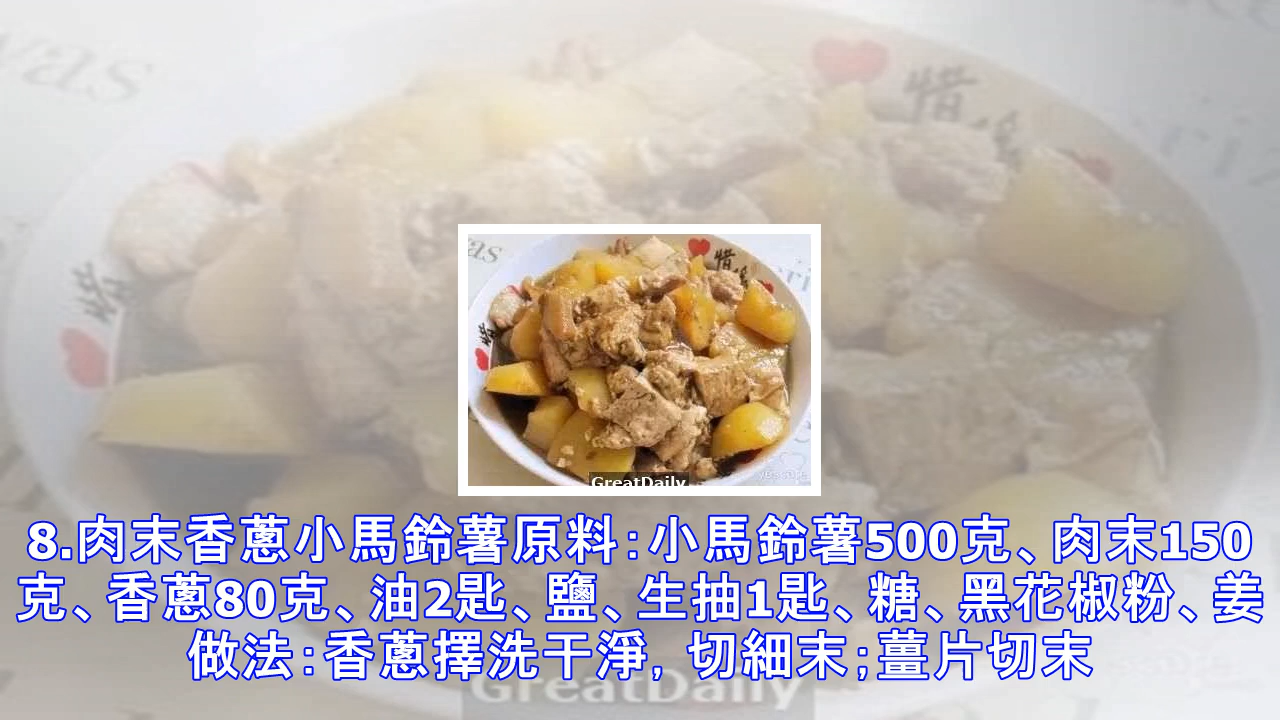 惜
GreatDaily
8.肉末香蔥小馬鈴薯原料:小馬鈴薯500克、肉末150
克、香蔥80克、油2匙、鹽、生抽1匙、糖、黑花椒粉、姜
做法:香蔥擇洗干淨, 切細末;薑片切末
GreatDaily